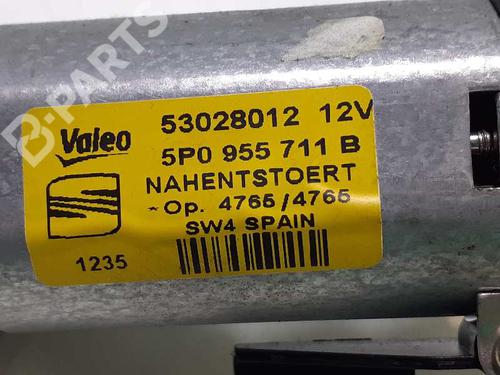 B-PARTS
Valeo
53028012 12V
5P0 955 711 B
NAHENTSTOERT
*Op. 4765/4765
SW4 SPAIN
1235